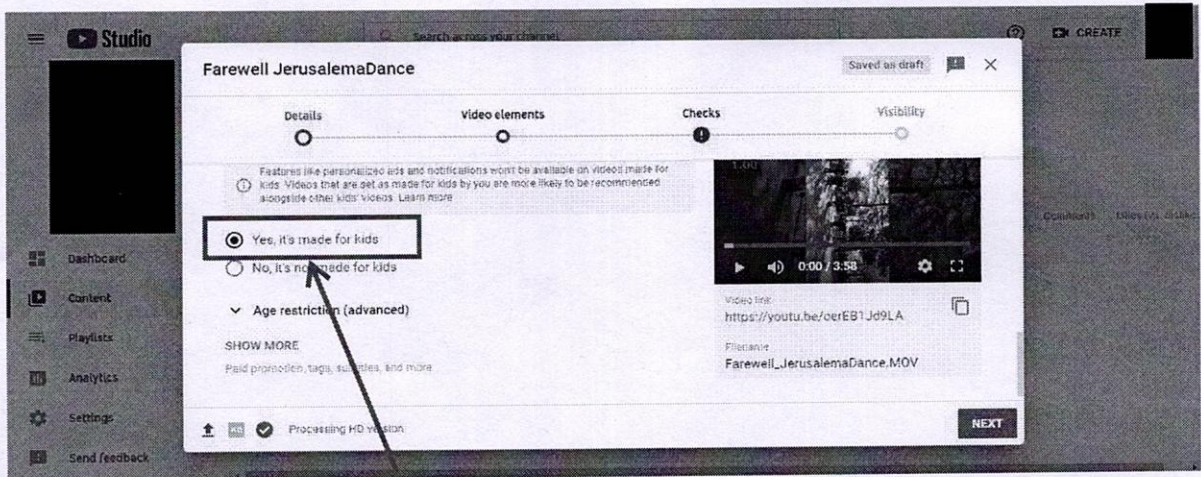 Studio
Search across your channel
CREATE
Farewell JerusalemaDance
Saved as draft
Details
Video elements
Checks
Visibility
Features like personalized ads and notifications won't be available on videos made for
kids. Videos that are set as made for kids by you are more likely to be recommended
alongside other kids' videos. Learn more
Yes, it's made for kids
No, it's not made for kids
Age restriction (advanced)
SHOW MORE
Paid promotion, tags, subtitles, and more
0:00 / 3:58
Video link
https://youtu.be/oerEB1Jd9LA
Filename
Farewell_JerusalemaDance.MOV
Processing HD version
NEXT
Dashboard
Content
Playlists
Analytics
Settings
Send feedback
Comments